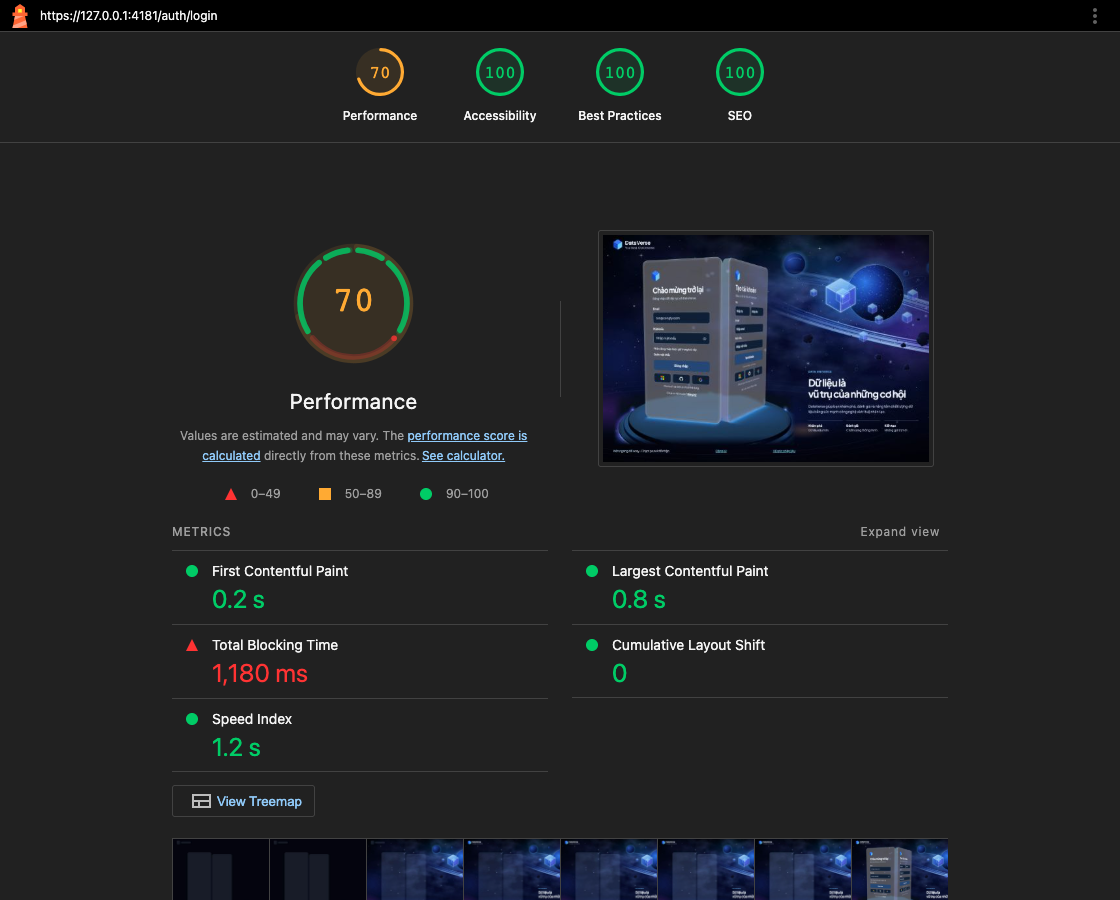 https://127.0.0.1:4181/auth/login
70
100
100
100
Performance
Accessibility
Best Practices
SEO
70
Performance
Values are estimated and may vary. The performance score is
calculated directly from these metrics. See calculator.
0–49
50–89
90–100
DataVerse
Chào mừng trở lại
Tạo tài khoản
Dữ liệu là
vũ trụ của những cơ hội
METRICS
Expand view
First Contentful Paint
0.2 s
Largest Contentful Paint
0.8 s
Total Blocking Time
1,180 ms
Cumulative Layout Shift
0
Speed Index
1.2 s
View Treemap